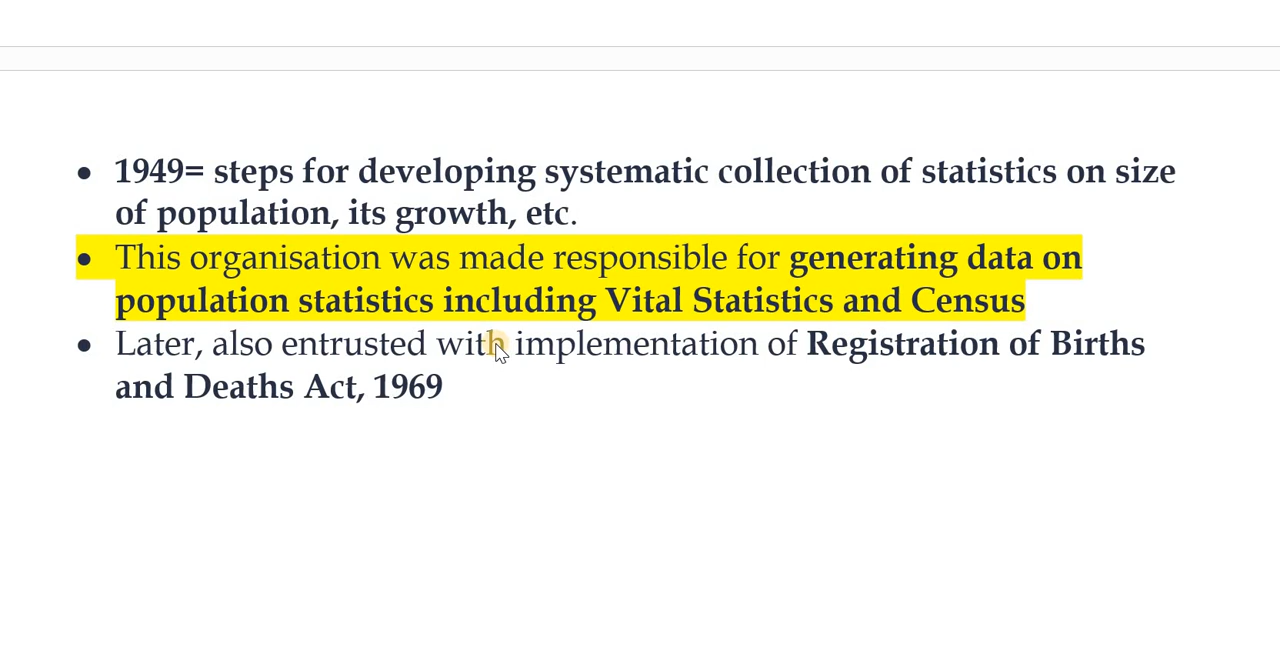 • 1949= steps for developing systematic collection of statistics on size
of population, its growth, etc.
• This organisation was made responsible for generating data on
population statistics including Vital Statistics and Census
• Later, also entrusted with implementation of Registration of Births
and Deaths Act, 1969